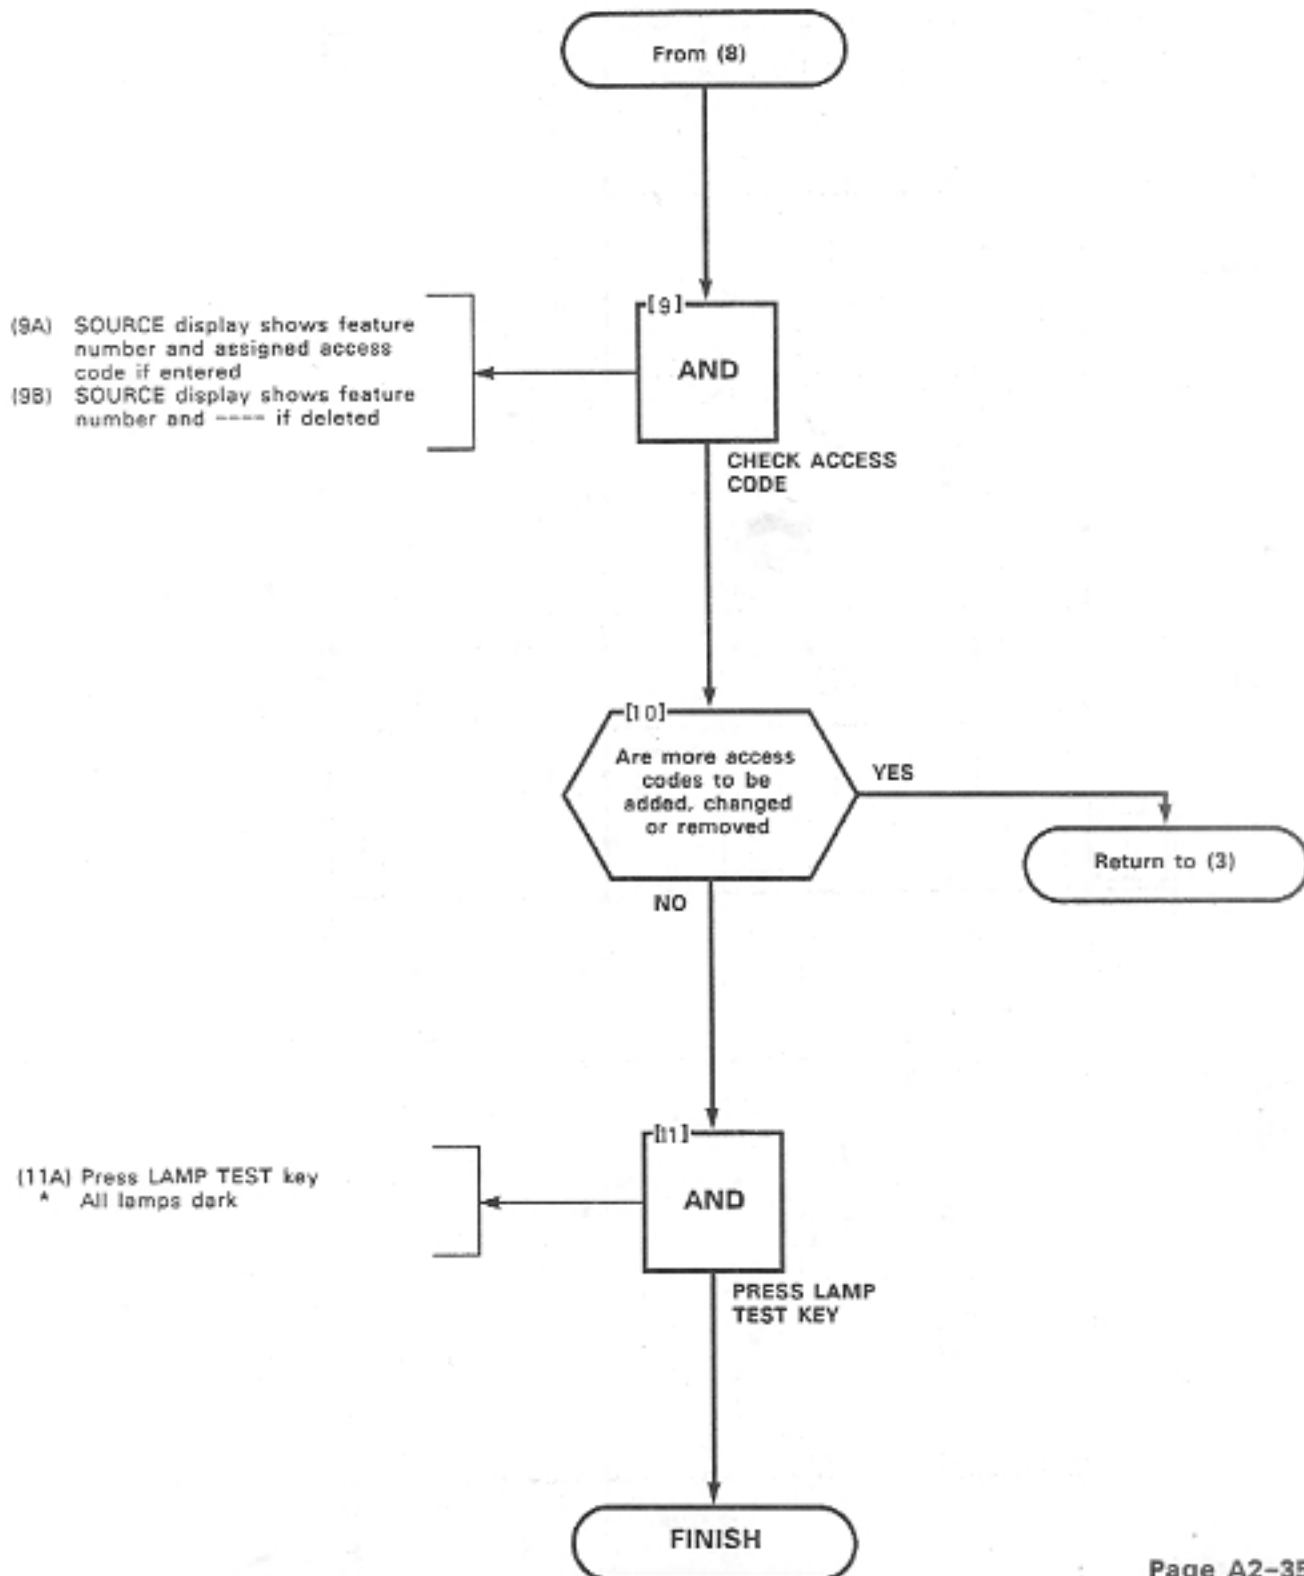 From (8)
[9]
AND
(9A) SOURCE display shows feature
number and assigned access
code if entered
(9B) SOURCE display shows feature
number and ---- if deleted
CHECK ACCESS
CODE
[10]
Are more access
codes to be
added, changed
or removed
YES
Return to (3)
NO
[11]
AND
(11A) Press LAMP TEST key
* All lamps dark
PRESS LAMP
TEST KEY
FINISH
Page